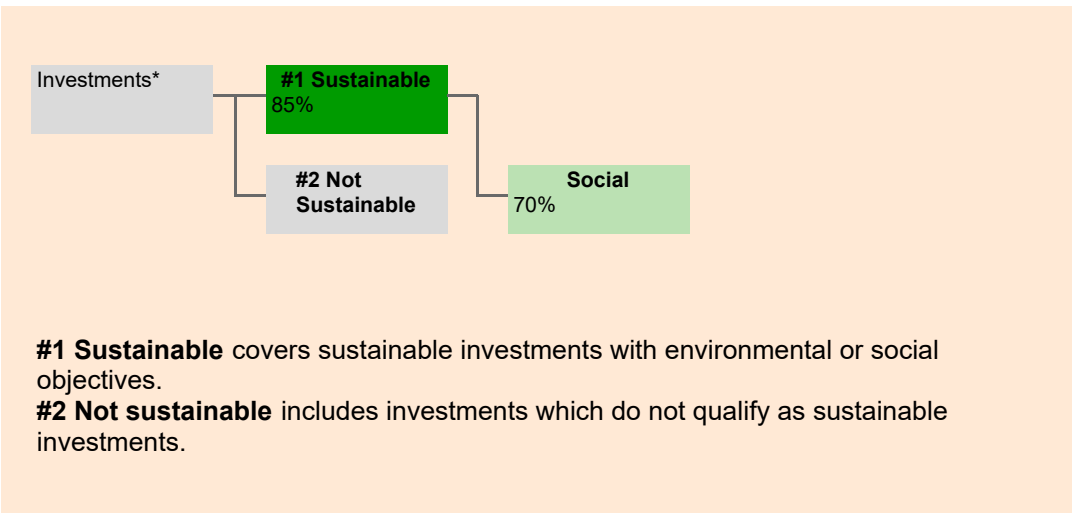 Investments*
#1 Sustainable
85%
#2 Not
Sustainable
Social
70%
#1 Sustainable covers sustainable investments with environmental or social
objectives.
#2 Not sustainable includes investments which do not qualify as sustainable
investments.